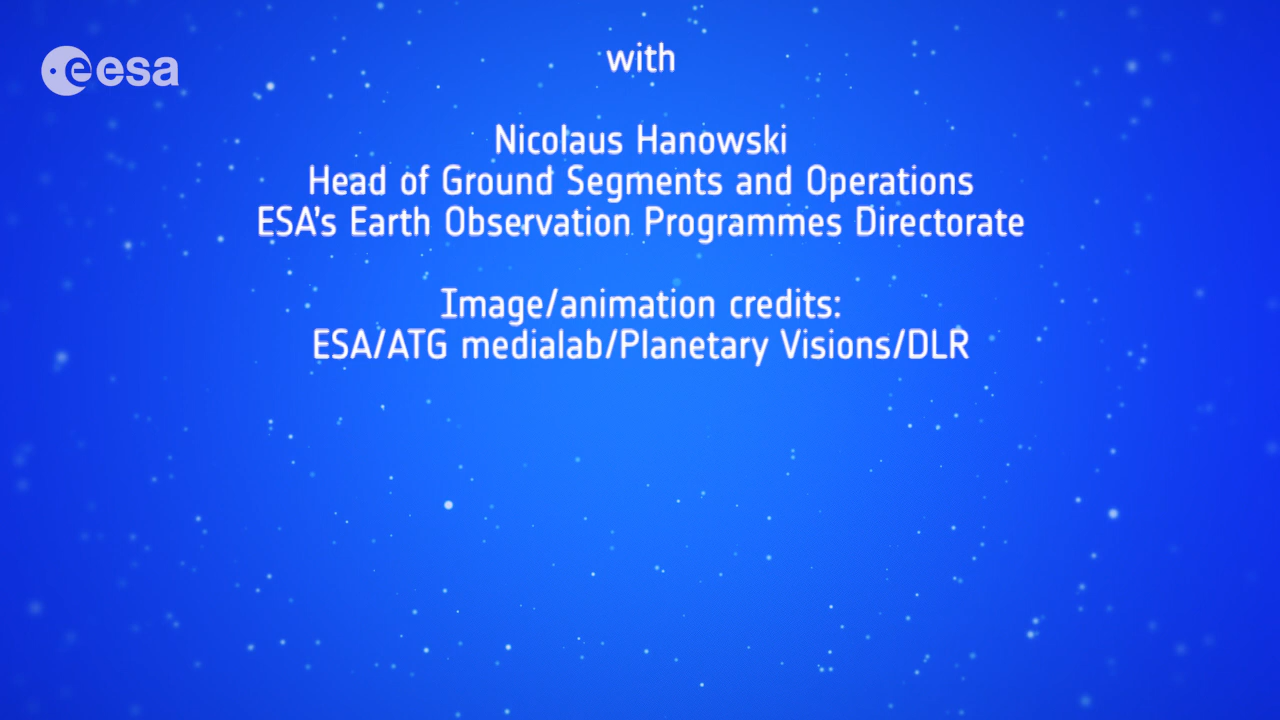 eesa
with
Nicolaus Hanowski
Head of Ground Segments and Operations
ESA's Earth Observation Programmes Directorate
Image/animation credits:
ESA/ATG medialab/Planetary Visions/DLR